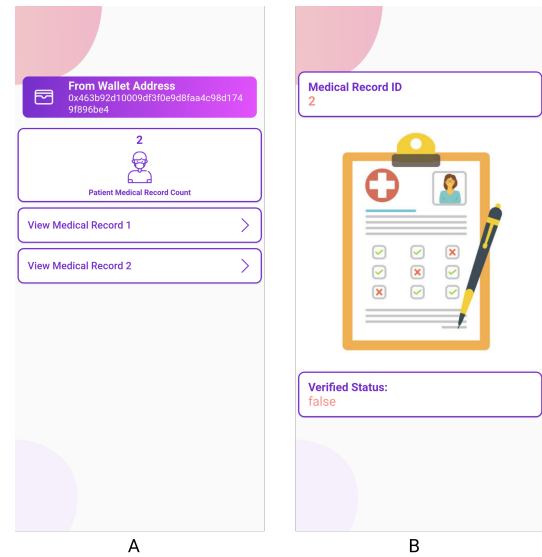 From Wallet Address
0x463b92d10009df3f0e9d8faa4c98d174
9f896be4
2
Patient Medical Record Count
View Medical Record 1
View Medical Record 2
A
Medical Record ID
2
Verified Status:
false
B